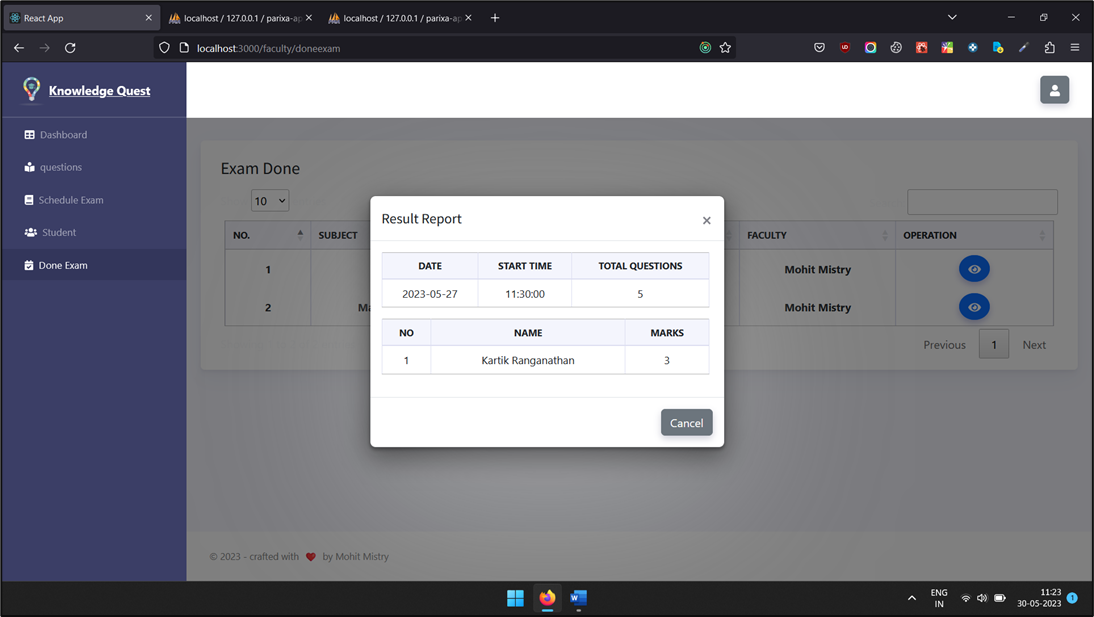 React App
localhost / 127.0.0.1 / parixa-ap
localhost / 127.0.0.1 / parixa-ap
localhost:3000/faculty/doneexam
Knowledge Quest
Dashboard
questions
Schedule Exam
Student
Done Exam
Exam Done
10
NO. SUBJECT FACULTY OPERATION
1 Mohit Mistry
2 Ma Mohit Mistry
Previous 1 Next
Result Report
DATE START TIME TOTAL QUESTIONS
2023-05-27 11:30:00 5
NO NAME MARKS
1 Kartik Ranganathan 3
Cancel
© 2023 - crafted with by Mohit Mistry
ENG
IN
11:23
30-05-2023
1